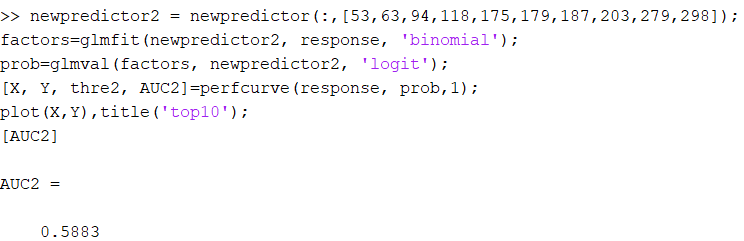 >> newpredictor2 = newpredictor(:,[53,63,94,118,175,179,187,203,279,298]);
factors=glmfit(newpredictor2, response, 'binomial');
prob=glmval(factors, newpredictor2, 'logit');
[X, Y, thre2, AUC2]=perfcurve(response, prob,1);
plot(X,Y),title('top10');
[AUC2]
AUC2 =
0.5883